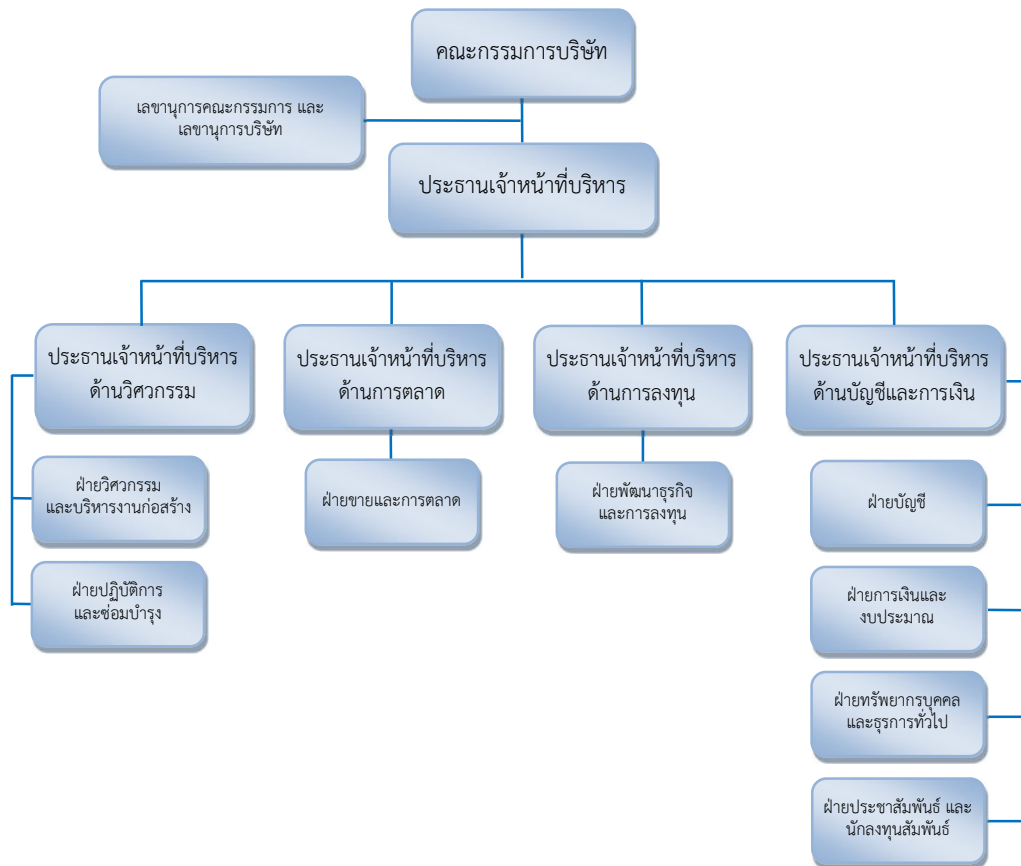 คณะกรรมการบริษัท
เลขานุการคณะกรรมการ และ
เลขานุการบริษัท
ประธานเจ้าหน้าที่บริหาร
ประธานเจ้าหน้าที่บริหาร
ด้านวิศวกรรม
ประธานเจ้าหน้าที่บริหาร
ด้านการตลาด
ประธานเจ้าหน้าที่บริหาร
ด้านการลงทุน
ประธานเจ้าหน้าที่บริหาร
ด้านบัญชีและการเงิน
ฝ่ายวิศวกรรม
และบริหารงานก่อสร้าง
ฝ่ายขายและการตลาด
ฝ่ายพัฒนาธุรกิจ
และการลงทุน
ฝ่ายบัญชี
ฝ่ายปฏิบัติการ
และซ่อมบำรุง
ฝ่ายการเงินและ
งบประมาณ
ฝ่ายทรัพยากรบุคคล
และธุรการทั่วไป
ฝ่ายประชาสัมพันธ์ และ
นักลงทุนสัมพันธ์